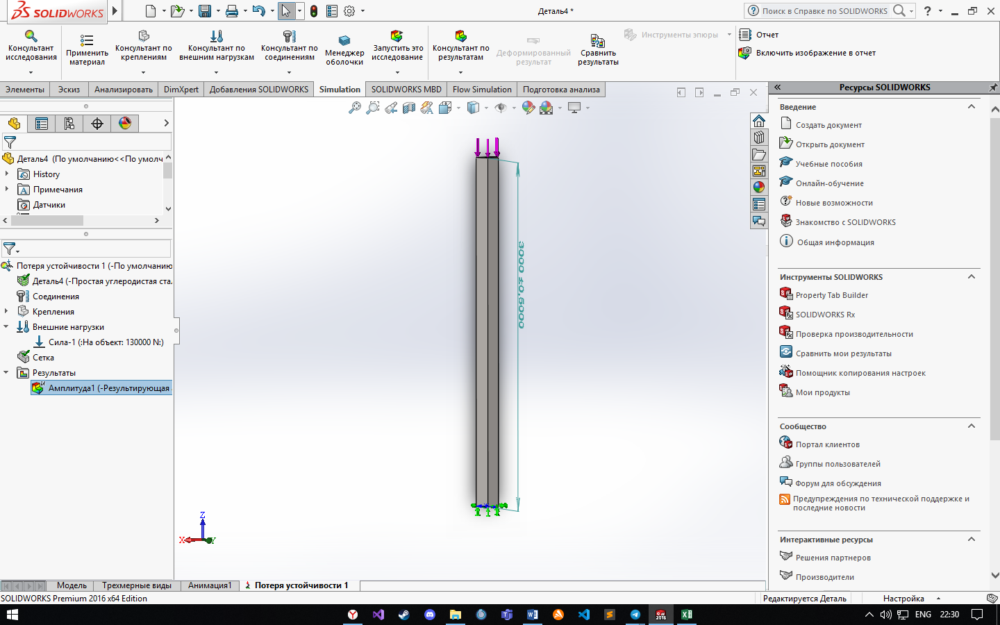 SOLIDWORKS
Деталь4 *
Поиск в Справке по SOLIDWORKS
Консультант исследования
Применить материал
Консультант по креплениям
Консультант по внешним нагрузкам
Консультант по соединениям
Менеджер оболочки
Запустить это исследование
Консультант по результатам
Деформированный результат
Сравнить результаты
Инструменты эпюры
Отчет
Включить изображение в отчет
Элементы
Эскиз
Анализировать
DimXpert
Добавления SOLIDWORKS
Simulation
SOLIDWORKS MBD
Flow Simulation
Подготовка анализа
Деталь4 (По умолчанию<<По умолч
History
Примечания
Датчики
Потеря устойчивости 1 (-По умолчанию
Деталь4 (-Простая углеродистая ста.
Соединения
Крепления
Внешние нагрузки
Сила-1 (:На объект: 130000 N:)
Сетка
Результаты
Амплитуда1 (-Результирующая
3000 ±0,5000
Z
X
Y
Ресурсы SOLIDWORKS
Введение
Создать документ
Открыть документ
Учебные пособия
Онлайн-обучение
Новые возможности
Знакомство с SOLIDWORKS
Общая информация
Инструменты SOLIDWORKS
Property Tab Builder
SOLIDWORKS Rx
Проверка производительности
Сравнить мои результаты
Помощник копирования настроек
Мои продукты
Сообщество
Портал клиентов
Группы пользователей
Форум для обсуждения
Предупреждения по технической поддержке и
последние новости
Интерактивные ресурсы
Решения партнеров
Производители
Модель
Трехмерные виды
Анимация1
Потеря устойчивости 1
SOLIDWORKS Premium 2016 x64 Edition
Редактируется Деталь
Настройка
ENG
22:30